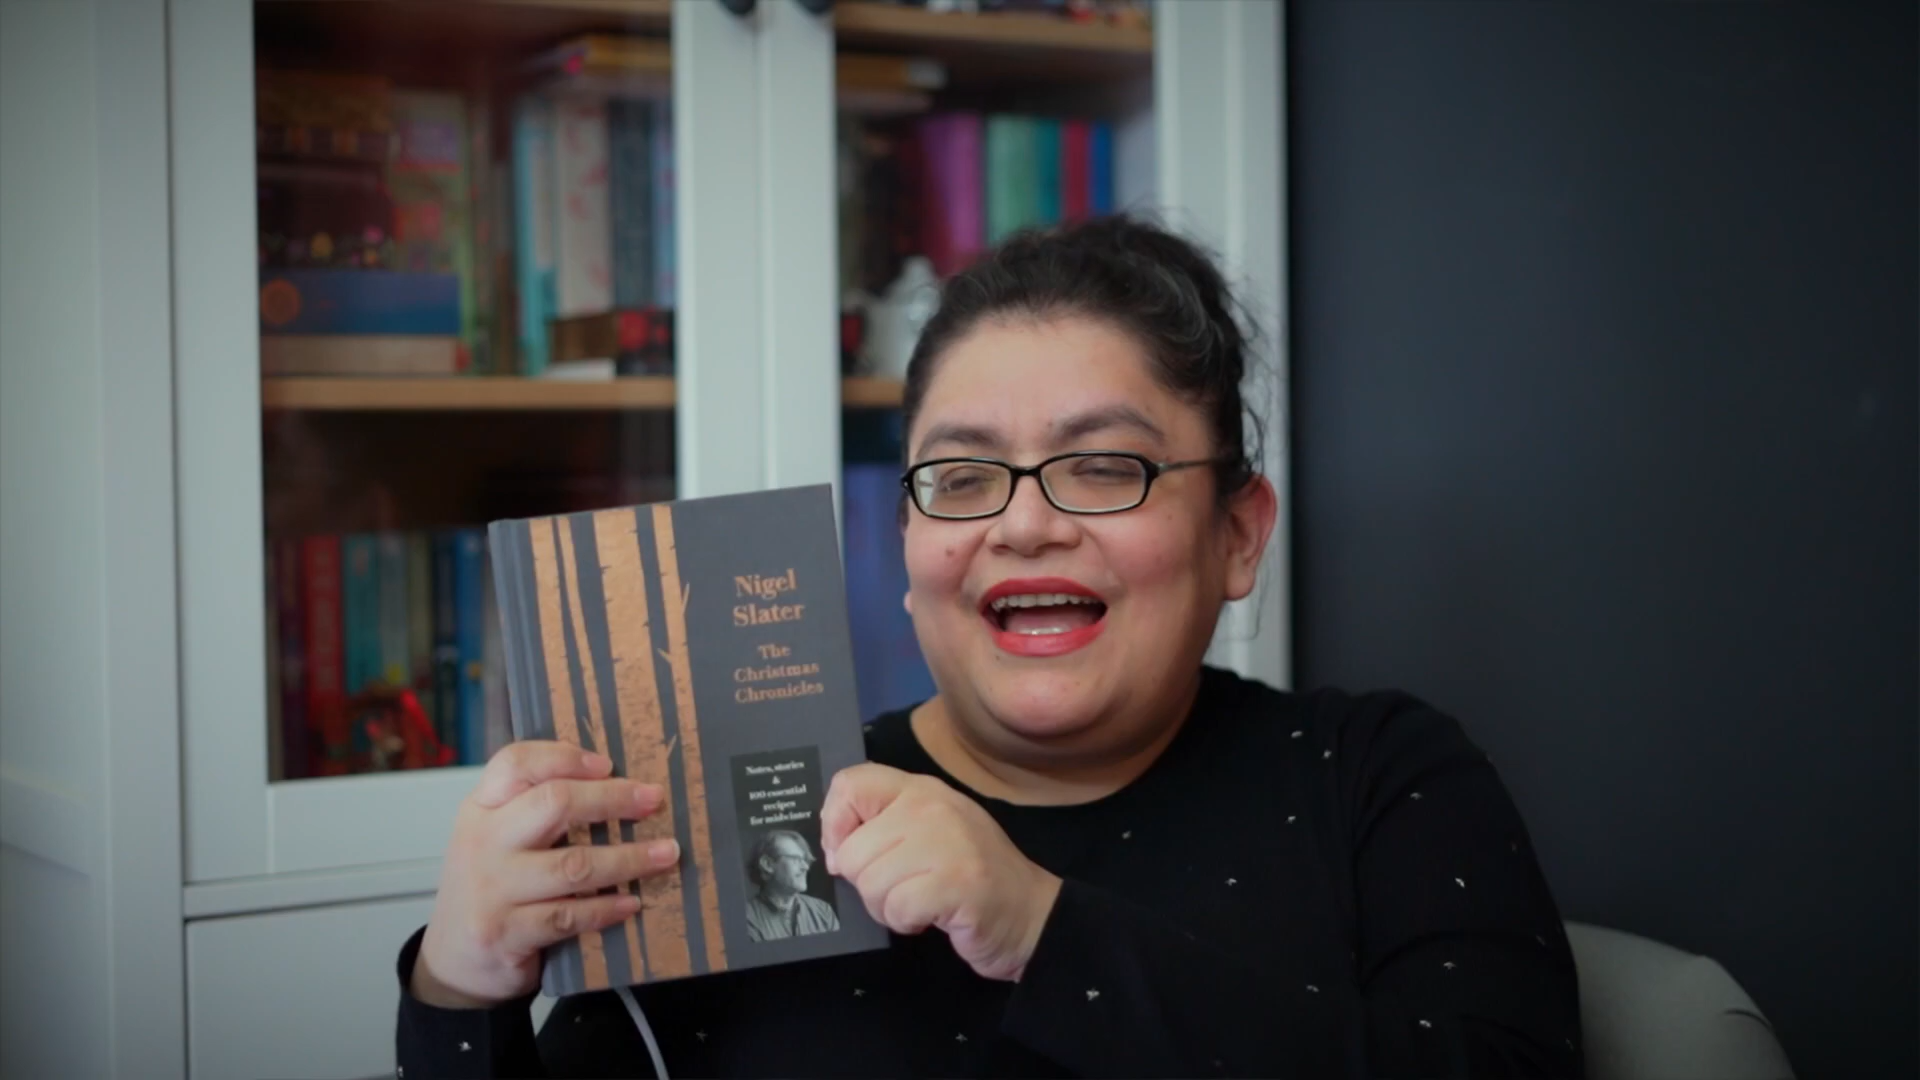 Nigel
Slater
The
Christmas
Chronicles
Notes, stories
&
100 essential
recipes
for midwinter